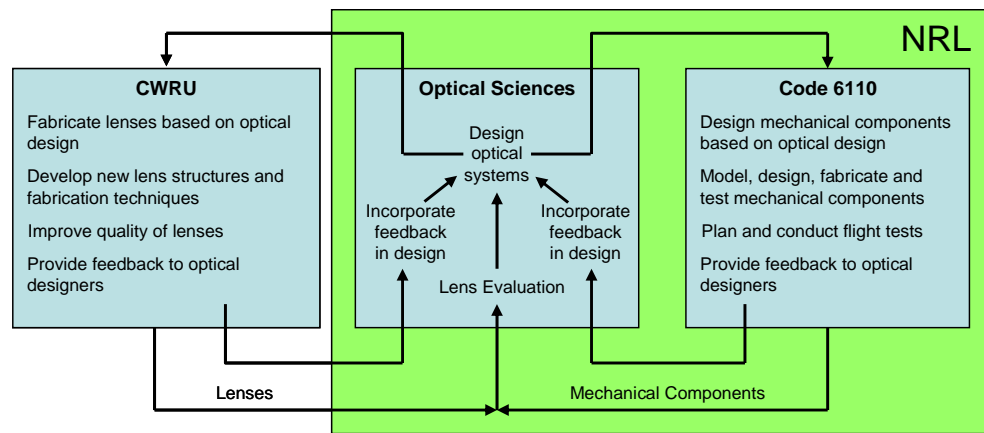 NRL
CWRU
Fabricate lenses based on optical
design
Develop new lens structures and
fabrication techniques
Improve quality of lenses
Provide feedback to optical
designers
Optical Sciences
Design
optical
systems
Incorporate
feedback
in design
Incorporate
feedback
in design
Lens Evaluation
Code 6110
Design mechanical components
based on optical design
Model, design, fabricate and
test mechanical components
Plan and conduct flight tests
Provide feedback to optical
designers
Lenses
Mechanical Components